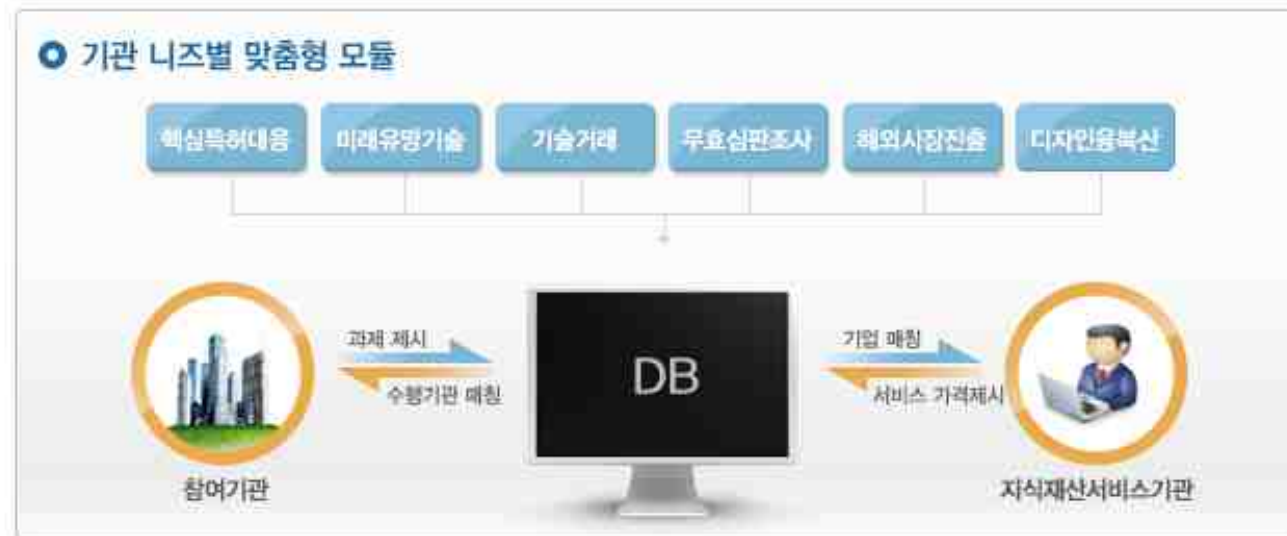 기관 니즈별 맞춤형 모듈
핵심특허대응
미래유망기술
기술거래
무효심판조사
해외시장진출
디자인융복산
과제 제시
수행기관 매칭
DB
기업 매칭
서비스 가격제시
참여기관
지식재산서비스기관